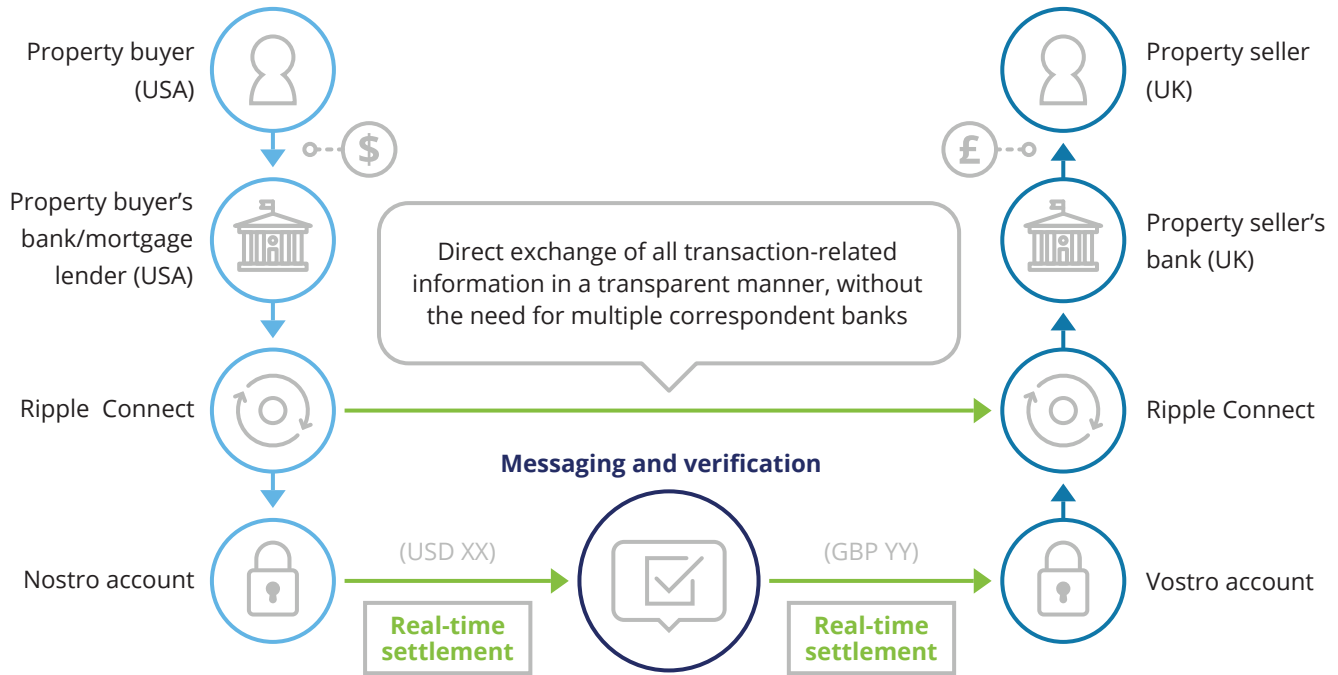 Property buyer
(USA)
Property seller
(UK)
$
£
Property buyer’s
bank/mortgage
lender (USA)
Direct exchange of all transaction-related
information in a transparent manner, without
the need for multiple correspondent banks
Property seller’s
bank (UK)
Ripple Connect
Ripple Connect
Messaging and verification
Nostro account
(USD XX)
Real-time
settlement
(GBP YY)
Real-time
settlement
Vostro account